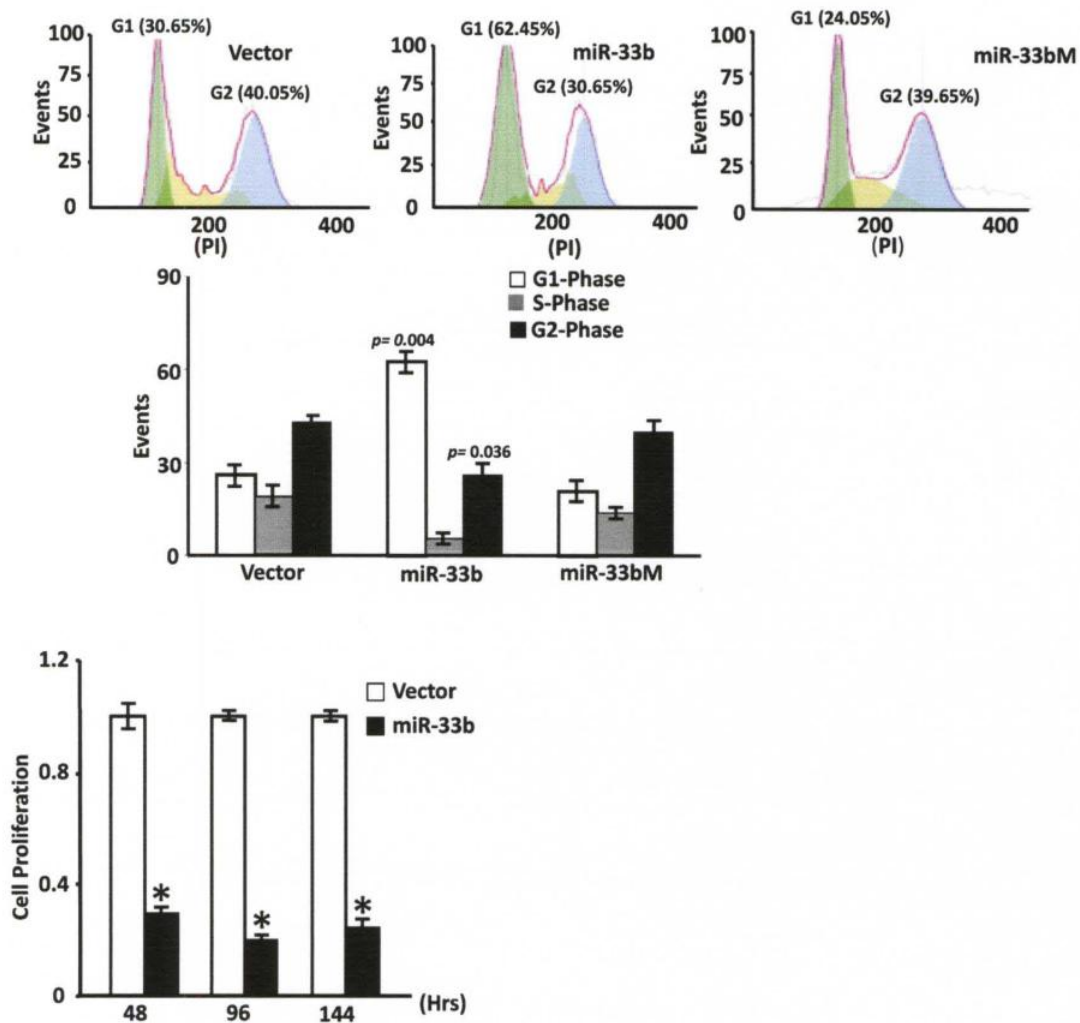 G1 (30.65%)
Vector
G2 (40.05%)
Events
100
75
50
25
0
200
400
(PI)
G1 (62.45%)
miR-33b
G2 (30.65%)
Events
100
75
50
25
0
200
400
(PI)
G1 (24.05%)
miR-33bM
G2 (39.65%)
Events
100
75
50
25
0
200
400
(PI)
90
60
30
0
Events
G1-Phase
S-Phase
G2-Phase
p= 0.004
p= 0.036
Vector
miR-33b
miR-33bM
1.2
0.8
0.4
0
Cell Proliferation
Vector
miR-33b
*
*
*
48
96
144
(Hrs)